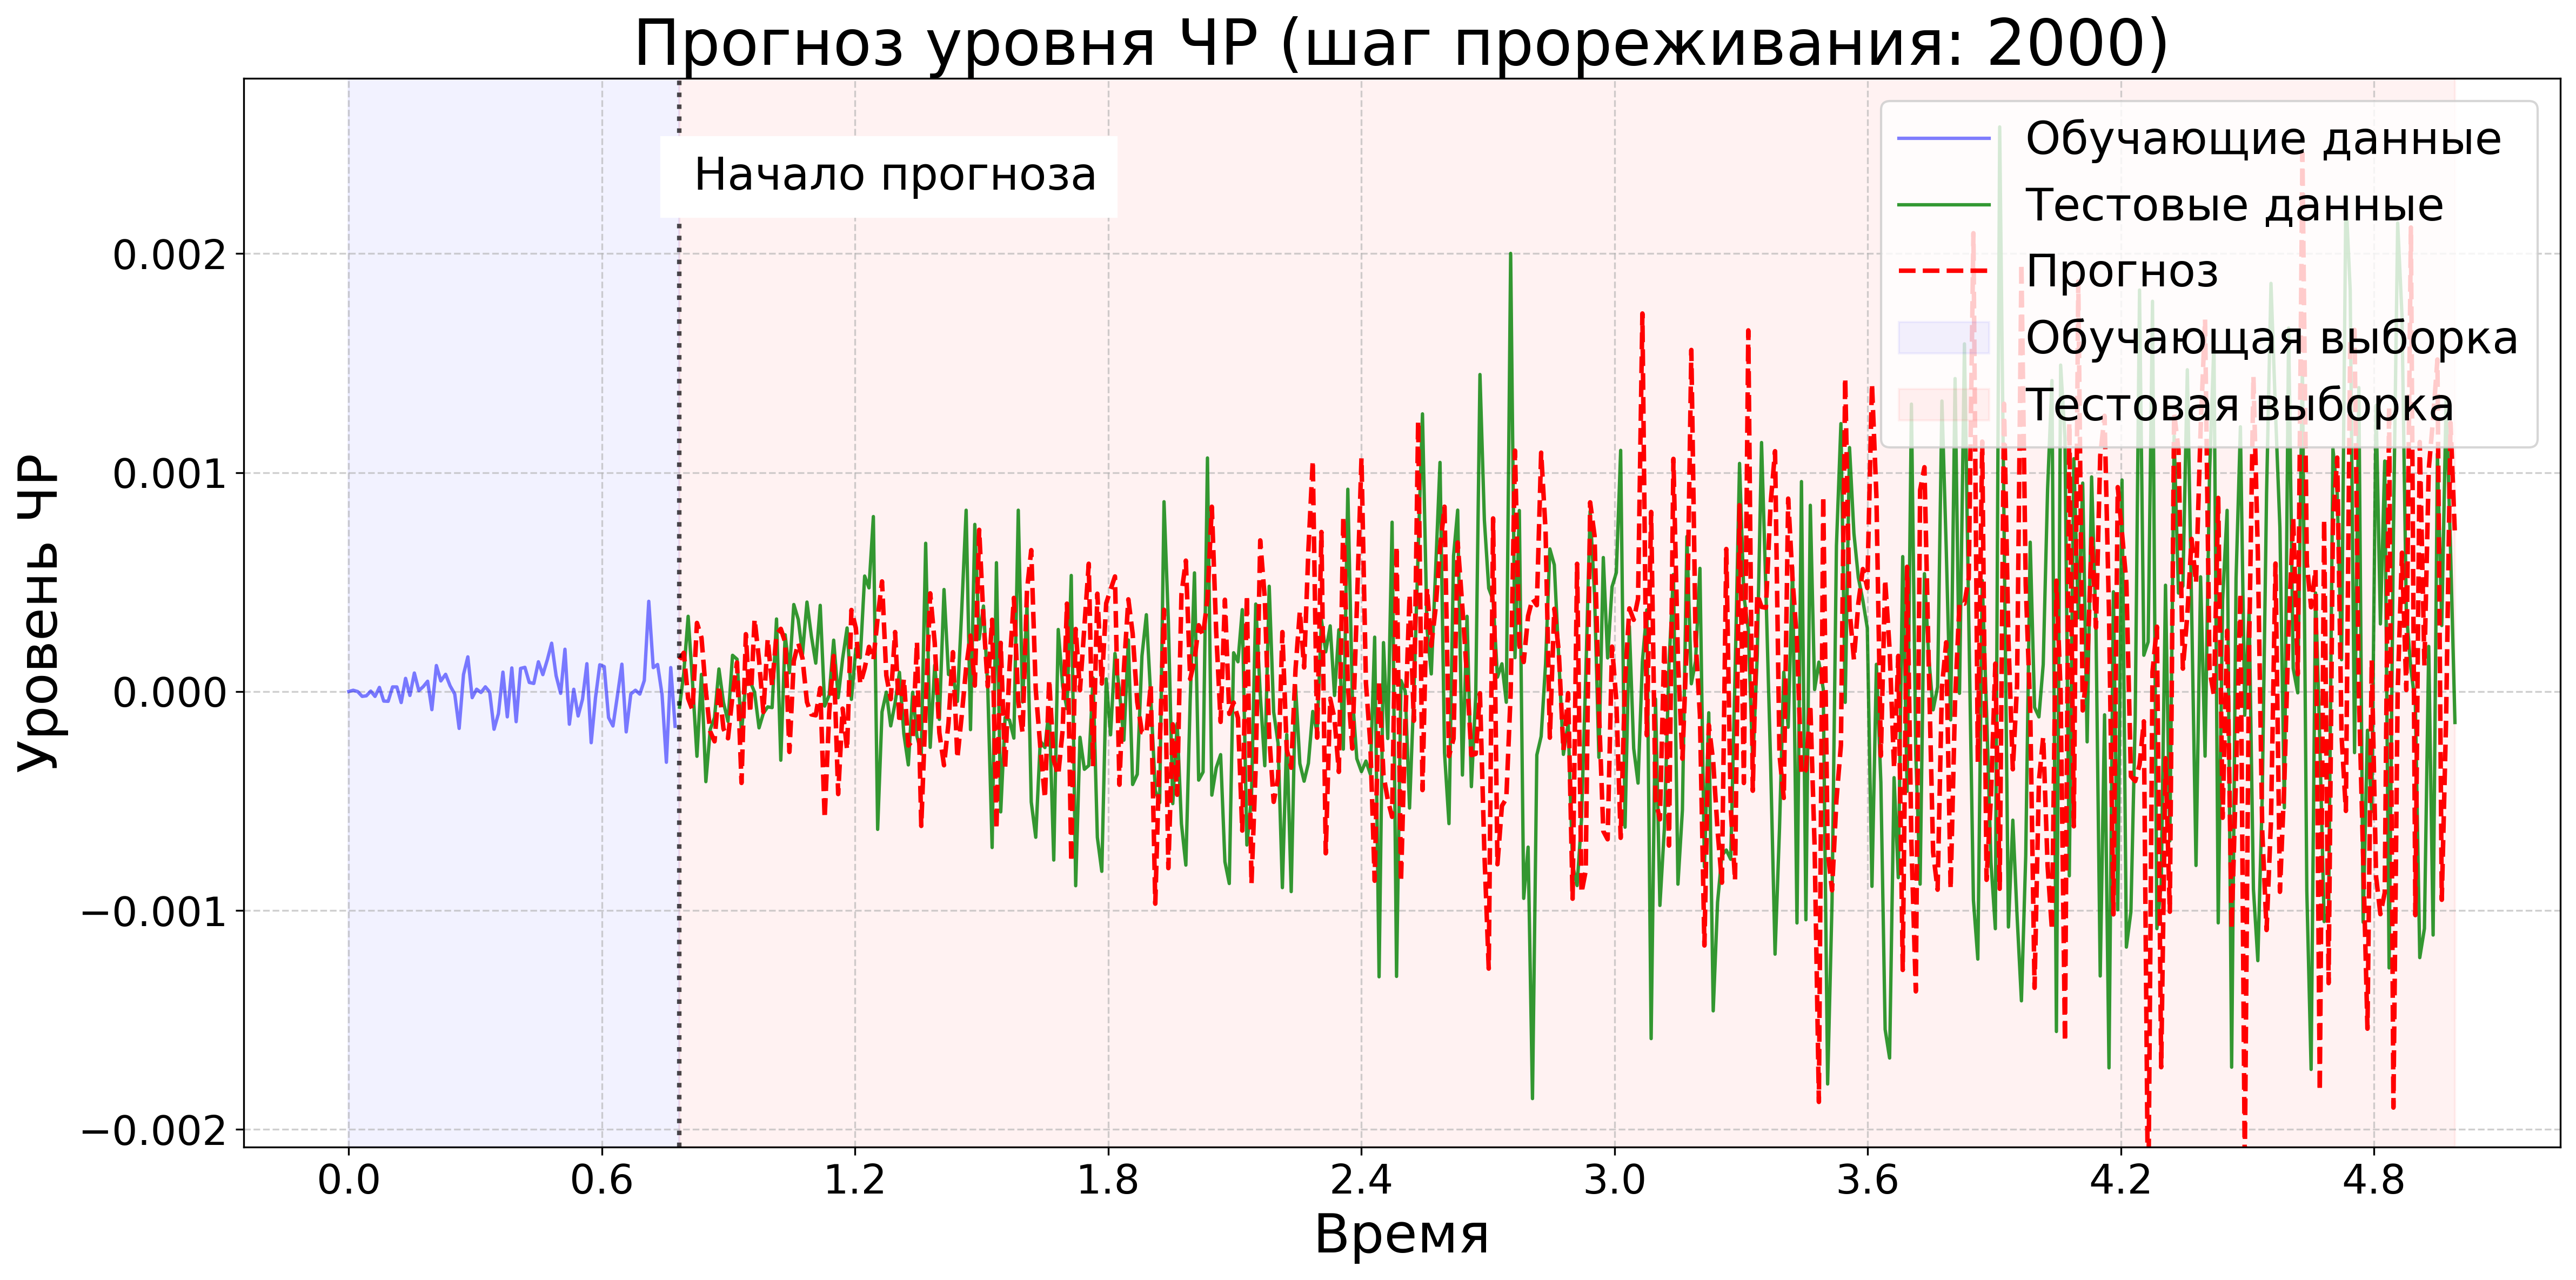 Прогноз уровня ЧР (шаг прореживания: 2000)
Начало прогноза
Обучающие данные
Тестовые данные
Прогноз
Обучающая выборка
Тестовая выборка
Уровень ЧР
0.002
0.001
0.000
−0.001
−0.002
0.0 0.6 1.2 1.8 2.4 3.0 3.6 4.2 4.8
Время